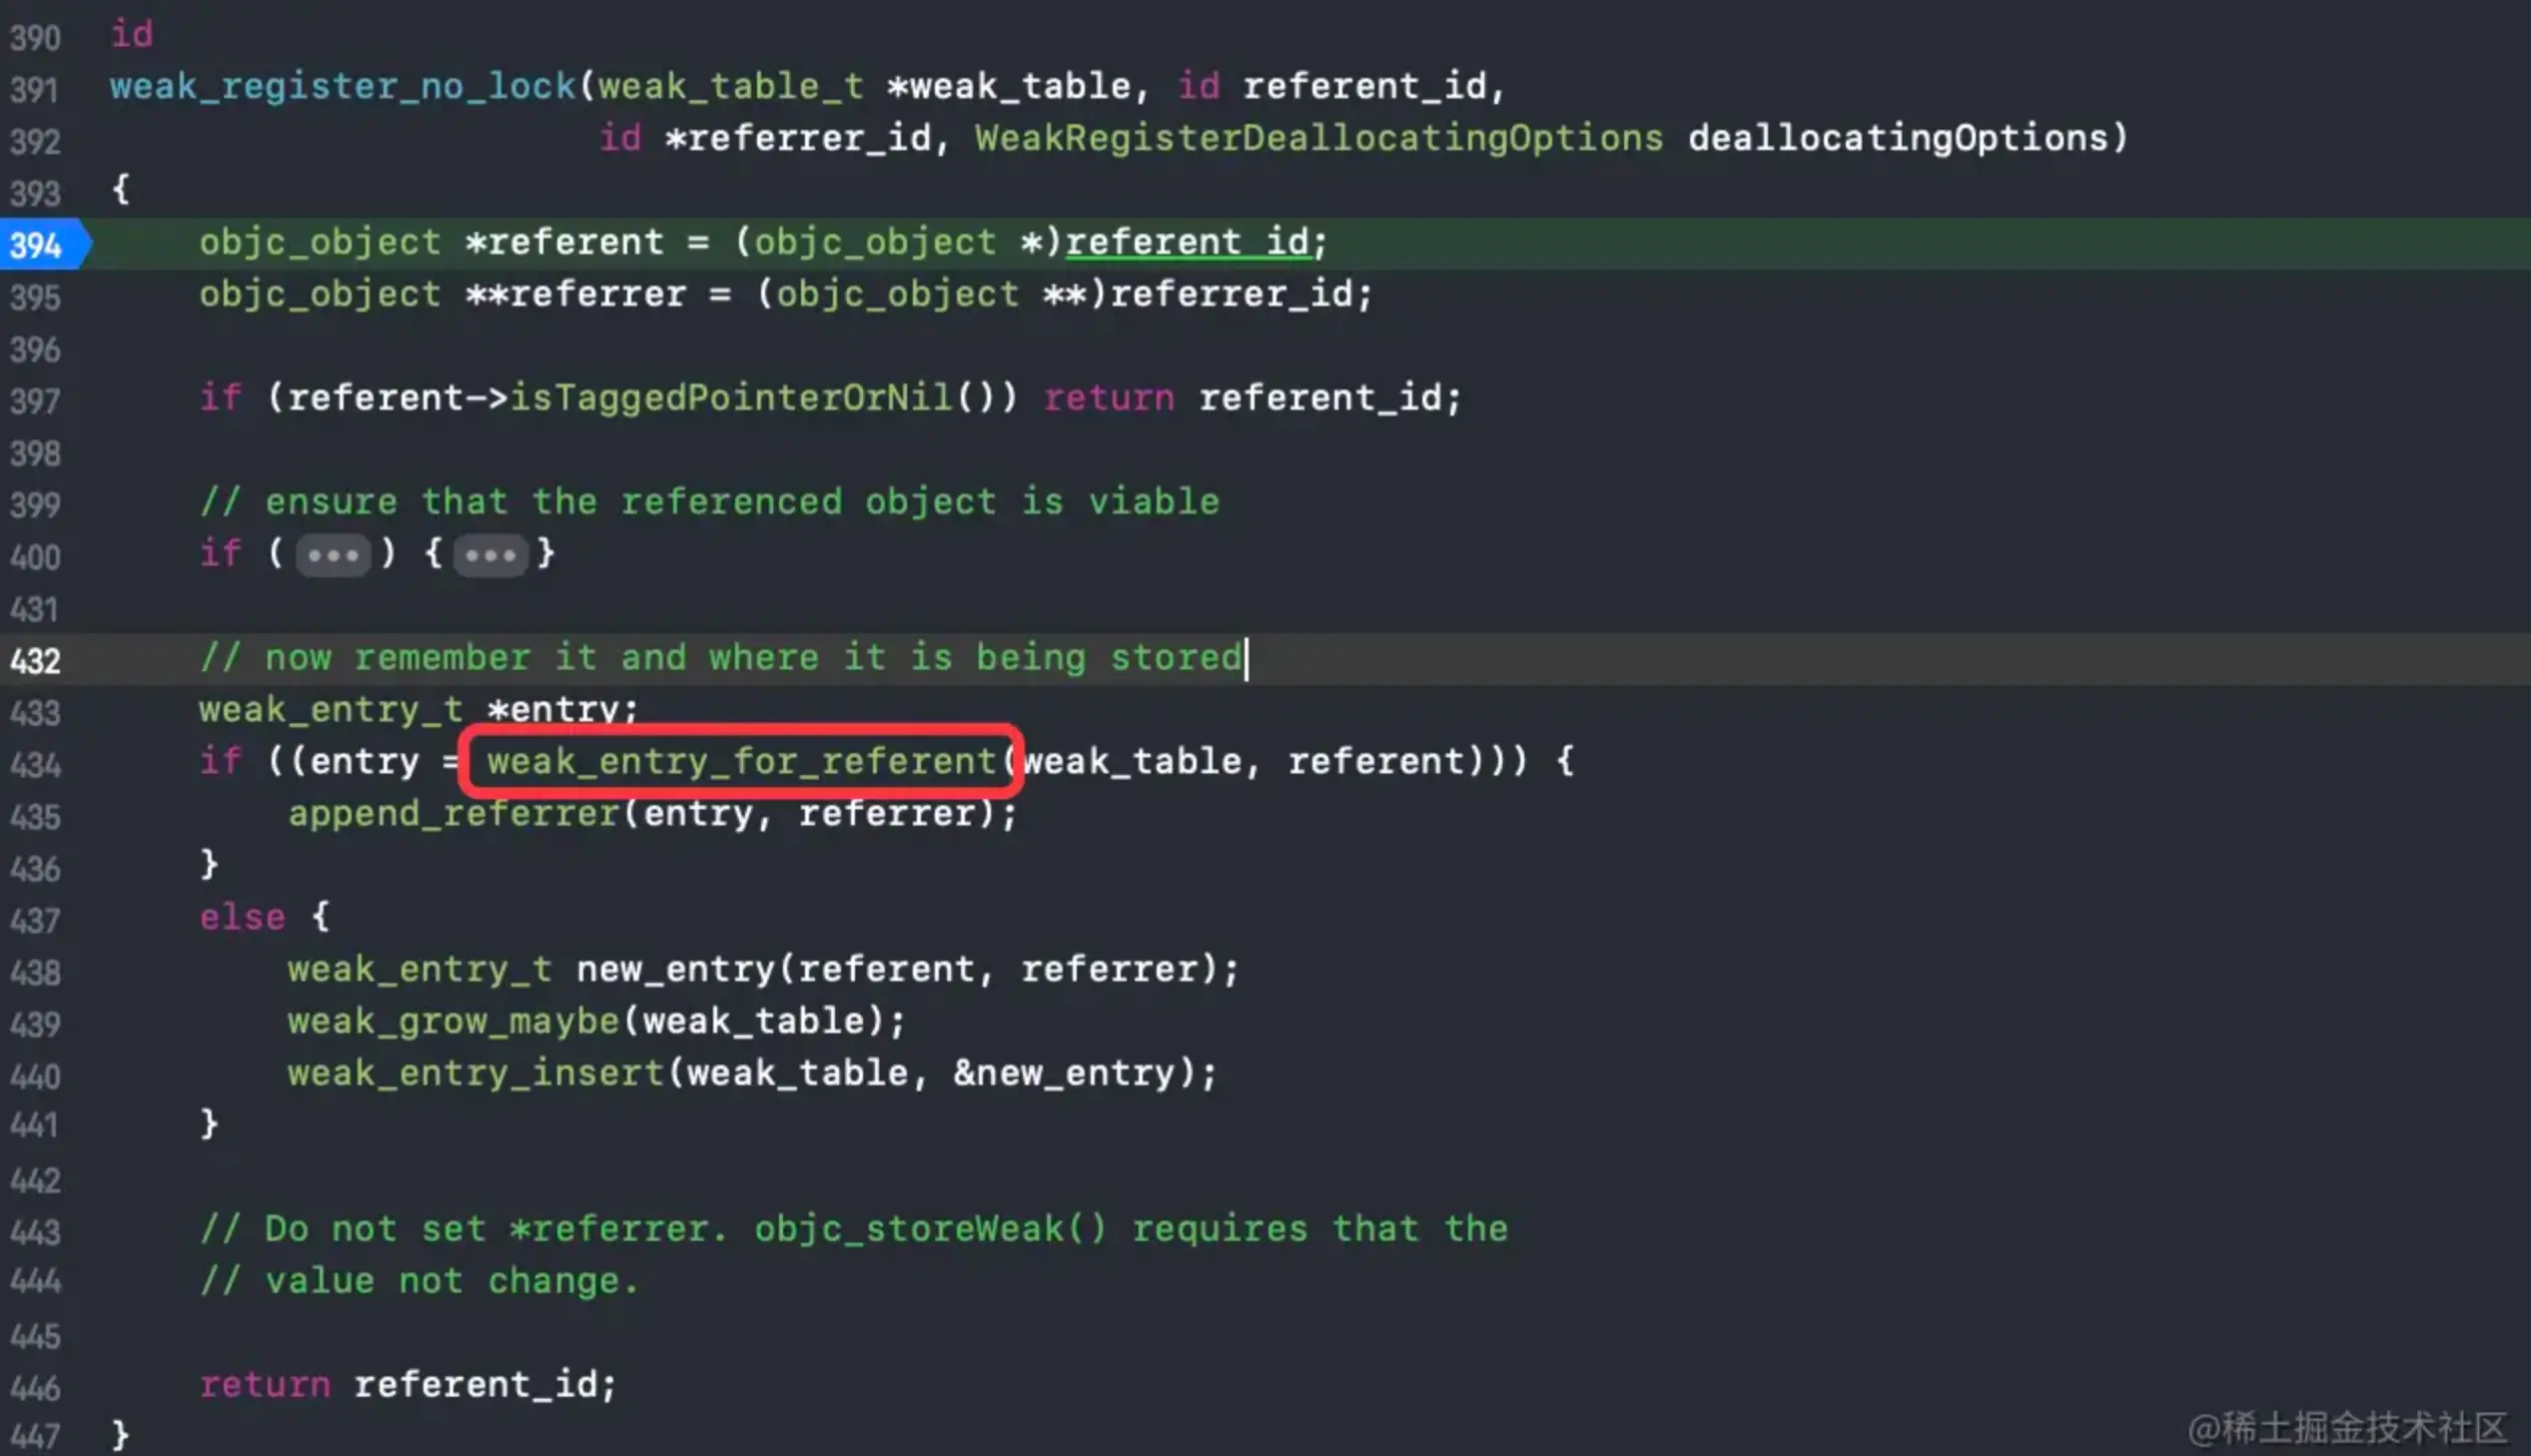 390 id
391 weak_register_no_lock(weak_table_t *weak_table, id referent_id,
392                       id *referrer_id, WeakRegisterDeallocatingOptions deallocatingOptions)
393 {
394     objc_object *referent = (objc_object *)referent_id;
395     objc_object **referrer = (objc_object **)referrer_id;
396
397     if (referent->isTaggedPointerOrNil()) return referent_id;
398
399     // ensure that the referenced object is viable
400     if (•••) {•••}
431
432     // now remember it and where it is being stored
433     weak_entry_t *entry;
434     if ((entry = weak_entry_for_referent(weak_table, referent))) {
435         append_referrer(entry, referrer);
436     }
437     else {
438         weak_entry_t new_entry(referent, referrer);
439         weak_grow_maybe(weak_table);
440         weak_entry_insert(weak_table, &new_entry);
441     }
442
443     // Do not set *referrer. objc_storeWeak() requires that the
444     // value not change.
445
446     return referent_id;
447 }
@稀土掘金技术社区